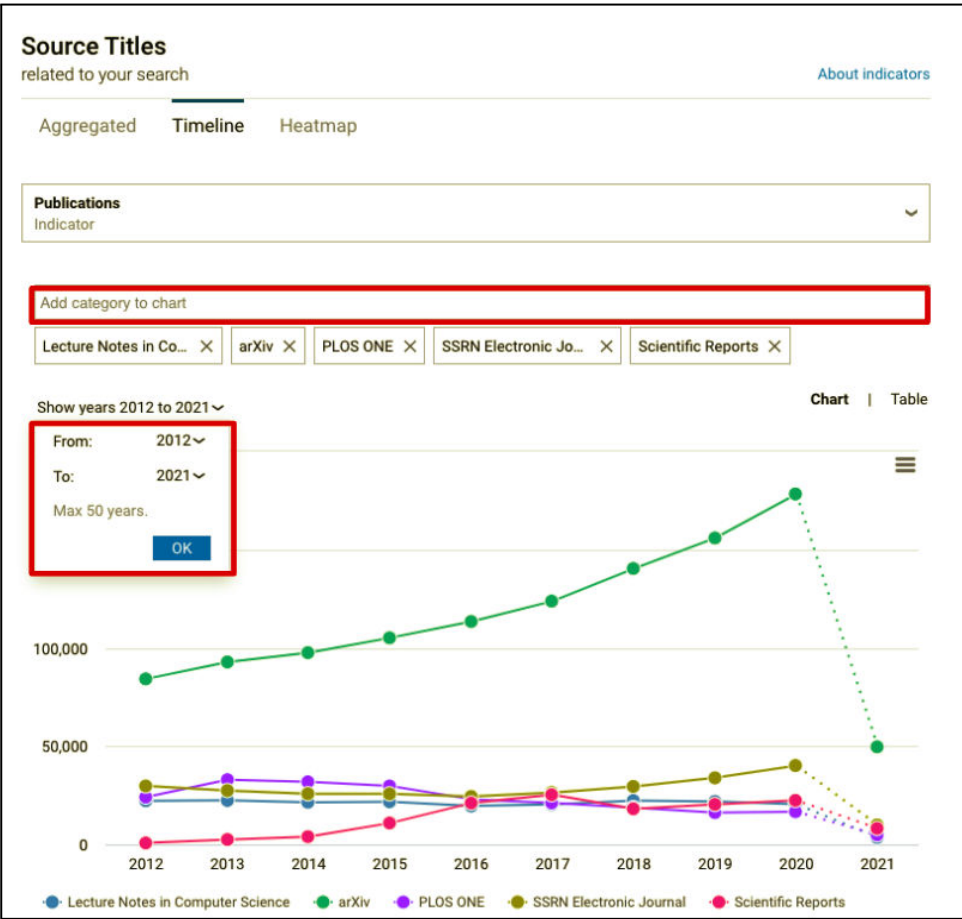 Source Titles
related to your search
About indicators
Aggregated Timeline Heatmap
Publications
Indicator
Add category to chart
Lecture Notes in Co... × arXiv × PLOS ONE × SSRN Electronic Jo... × Scientific Reports ×
Show years 2012 to 2021
Chart | Table
From: 2012
To: 2021
Max 50 years.
OK
100,000
50,000
0
2012 2013 2014 2015 2016 2017 2018 2019 2020 2021
Lecture Notes in Computer Science arXiv PLOS ONE SSRN Electronic Journal Scientific Reports